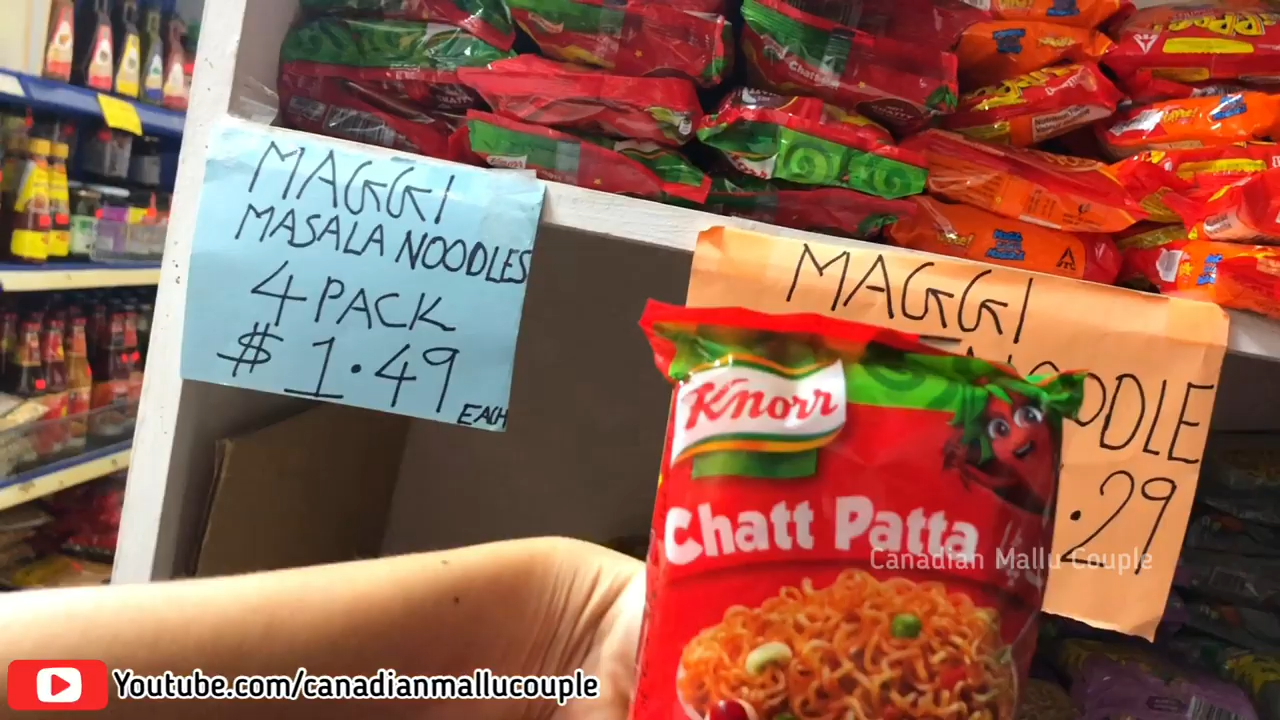 MAGGI
MASALA NOODLES
4 PACK
$ 1.49
EACH
MAGGI
.29
Knorr
Chatt Patta
Canadian Mallu Couple
Youtube.com/canadianmallucouple